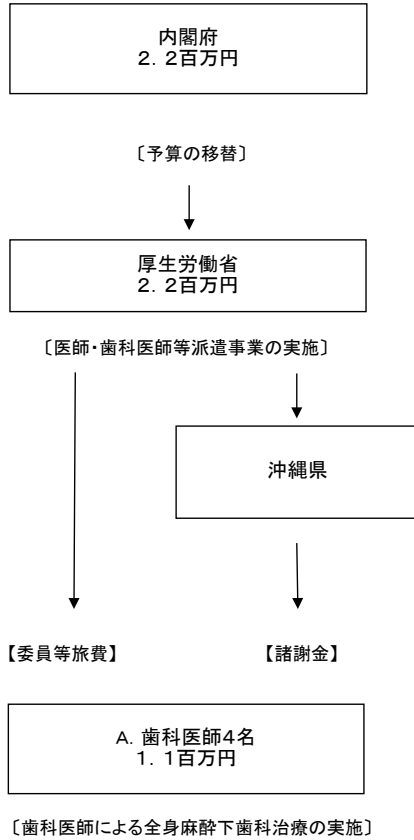 内閣府
２．２百万円
〔予算の移替〕
厚生労働省
２．２百万円
〔医師・歯科医師等派遣事業の実施〕
沖縄県
【委員等旅費】
【諸謝金】
A. 歯科医師４名
１．１百万円
〔歯科医師による全身麻酔下歯科治療の実施〕